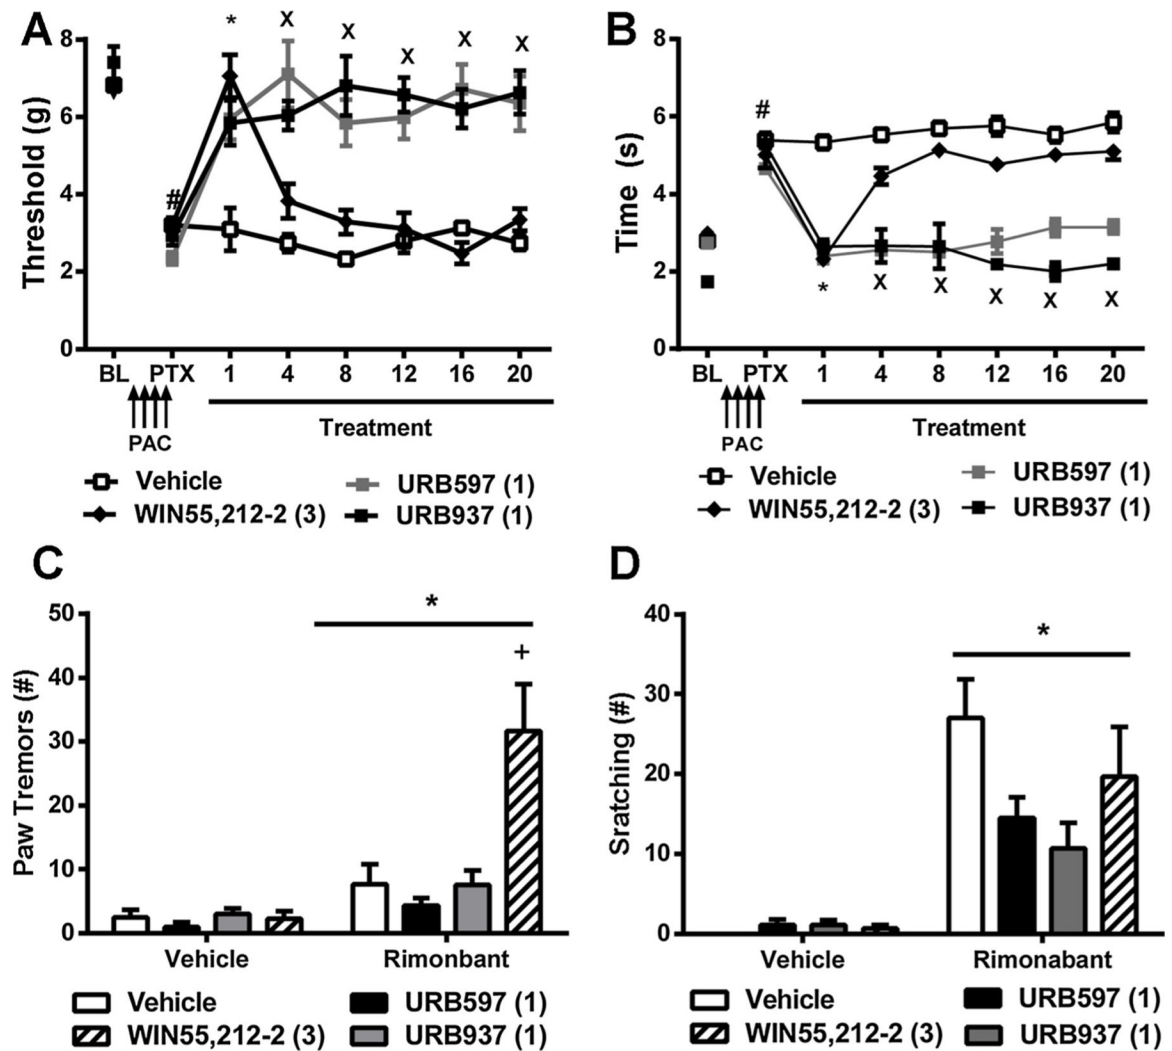 A
B
8
6
4
2
0
Threshold (g)
#
*
X
X
X
X
X
BL
PTX
1
4
8
12
16
20
PAC
Treatment
Vehicle
URB597 (1)
WIN55,212-2 (3)
URB937 (1)
8
6
4
2
0
Time (s)
#
*
X
X
X
X
X
BL
PTX
1
4
8
12
16
20
PAC
Treatment
Vehicle
URB597 (1)
WIN55,212-2 (3)
URB937 (1)
C
50
40
30
20
10
0
Paw Tremors (#)
*
+
Vehicle
Rimonbant
Vehicle
URB597 (1)
WIN55,212-2 (3)
URB937 (1)
D
40
30
20
10
0
Sratching (#)
*
Vehicle
Rimonabant
Vehicle
URB597 (1)
WIN55,212-2 (3)
URB937 (1)